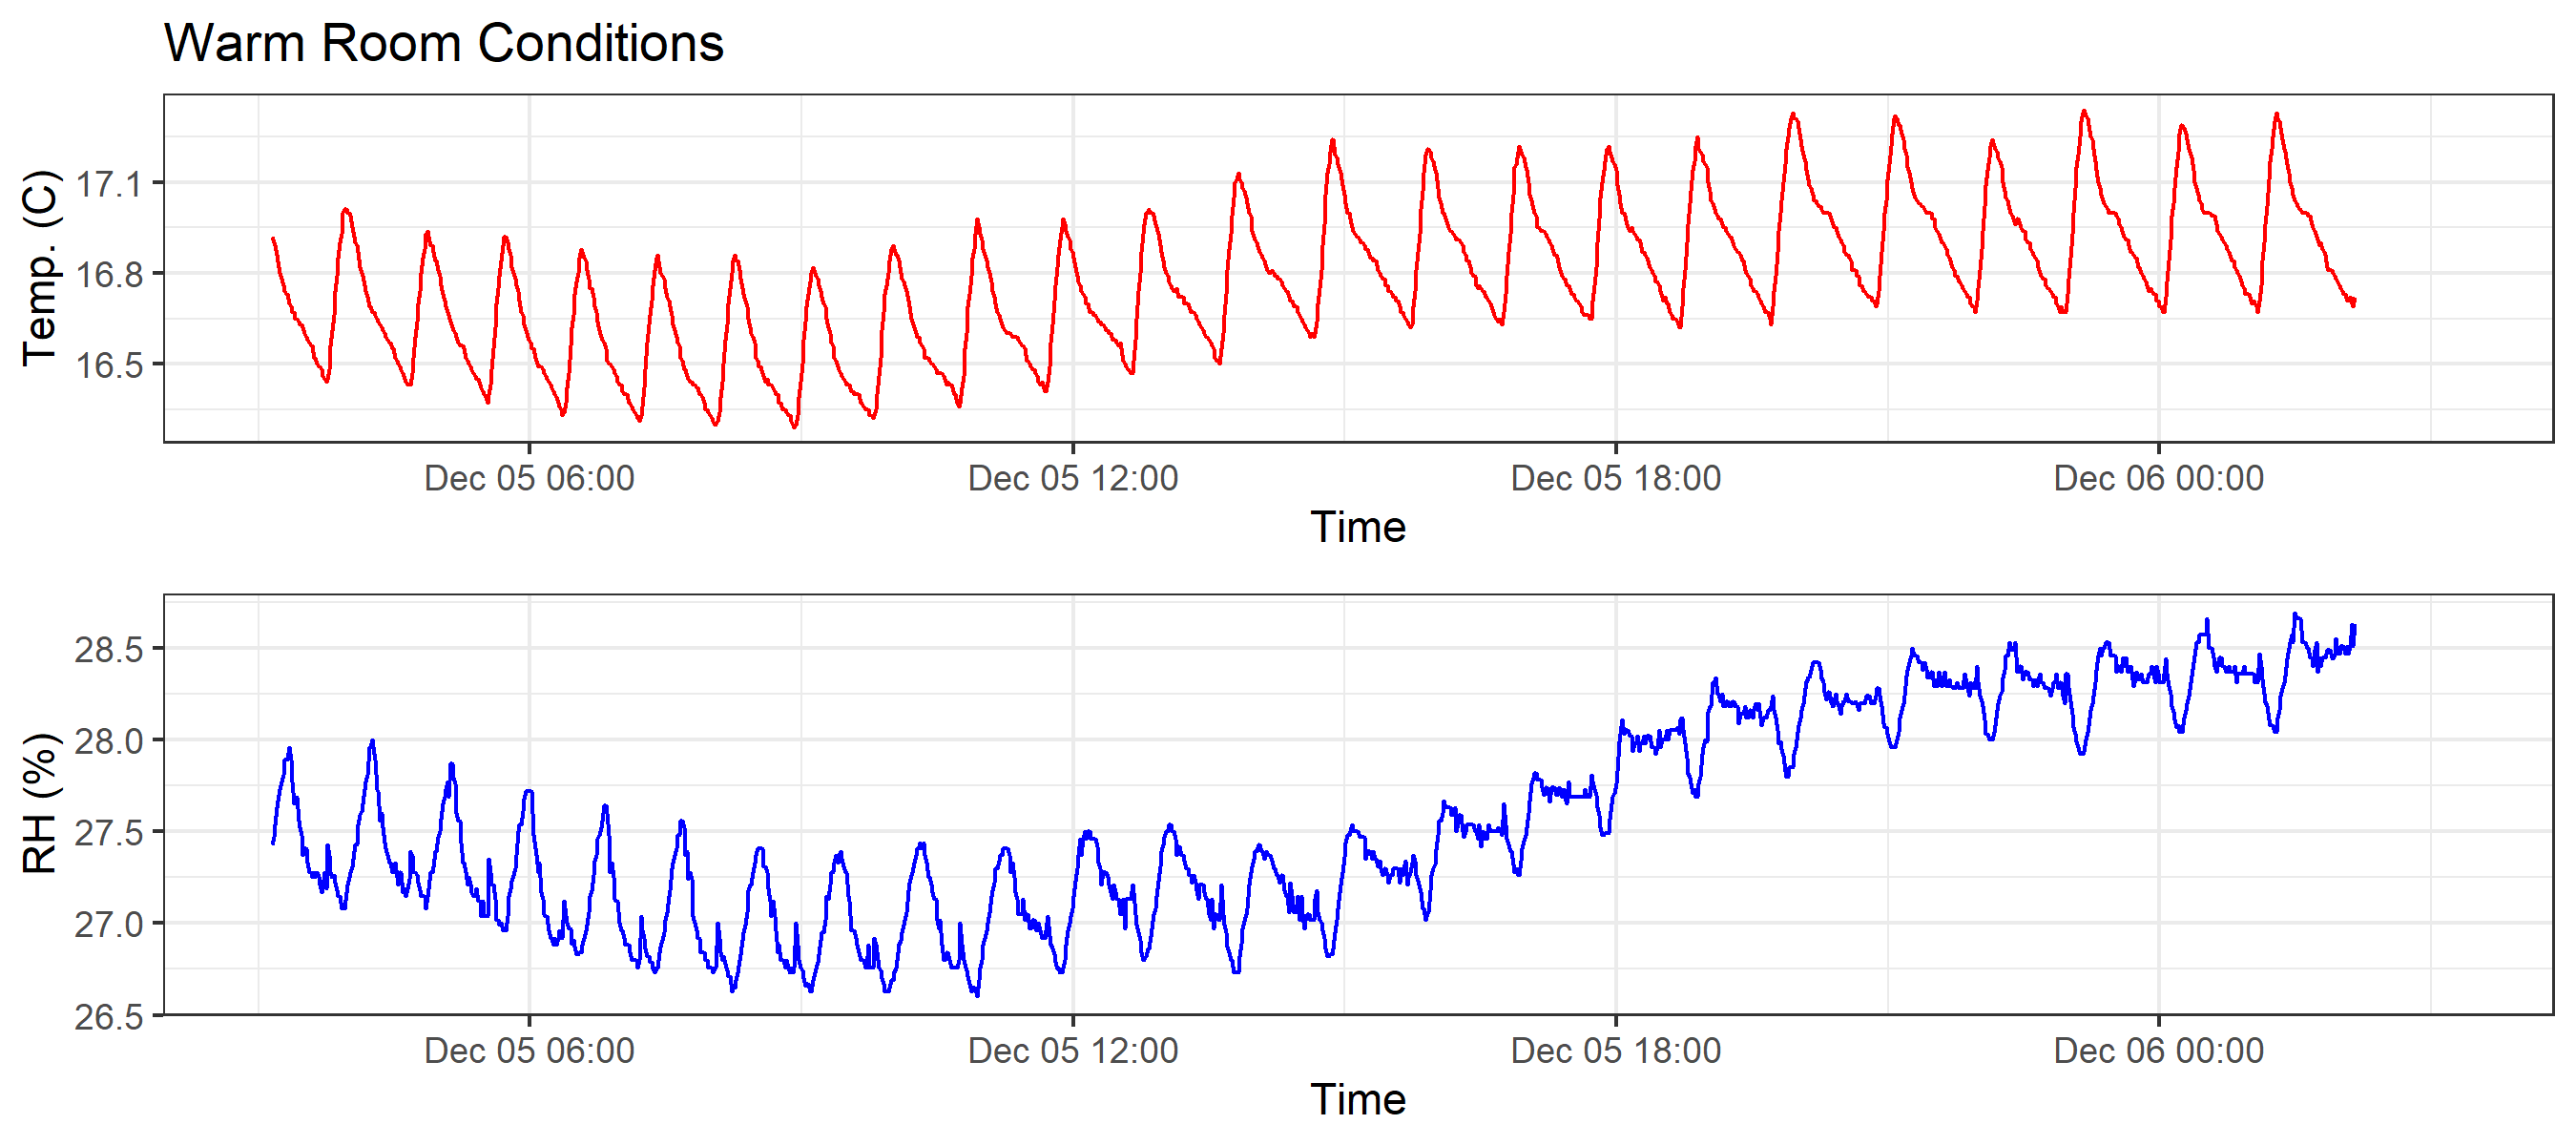 Warm Room Conditions
Temp. (C)
17.1
16.8
16.5
Dec 05 06:00 Dec 05 12:00 Dec 05 18:00 Dec 06 00:00
Time
RH (%)
28.5
28.0
27.5
27.0
26.5
Dec 05 06:00 Dec 05 12:00 Dec 05 18:00 Dec 06 00:00
Time